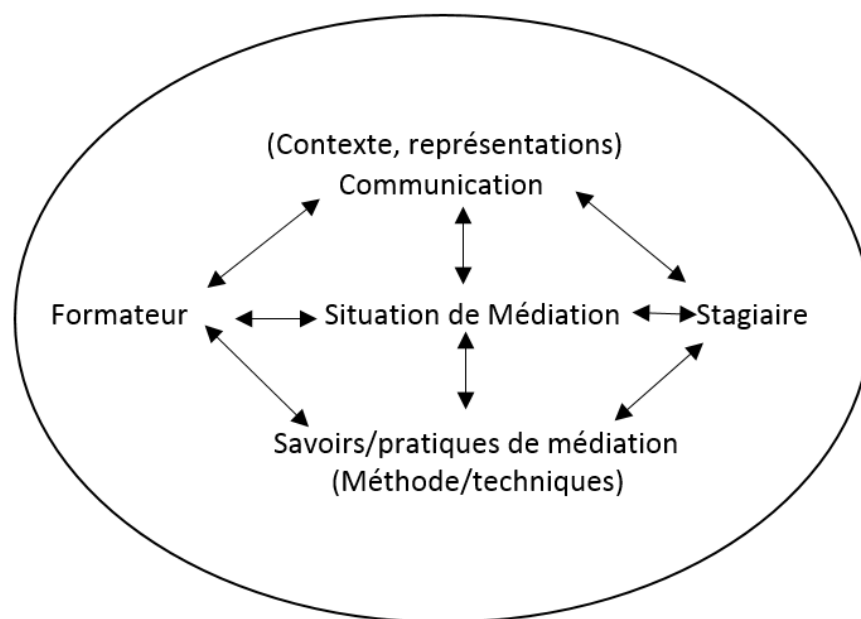 (Contexte, représentations)
Communication
Formateur
Situation de Médiation
Stagiaire
Savoirs/pratiques de médiation
(Méthode/techniques)